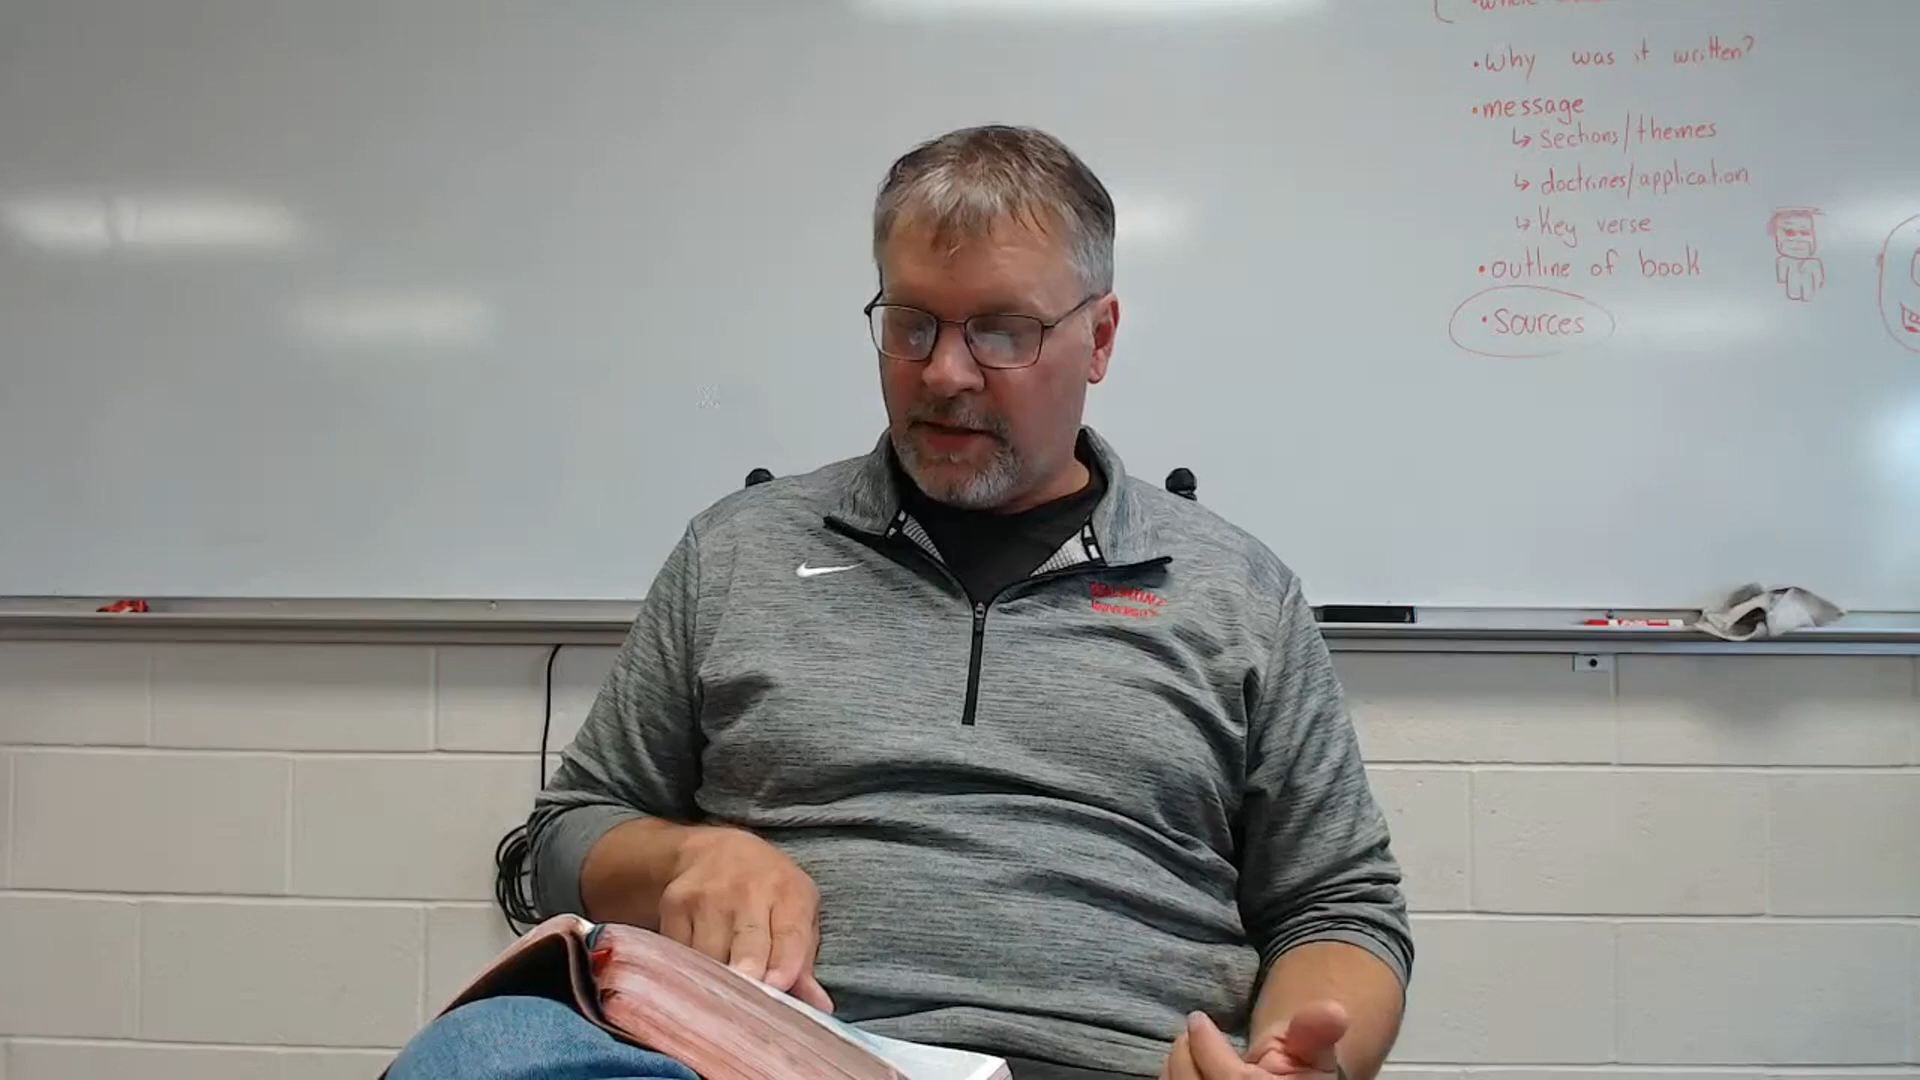 • Why was it written?
• message
↳ sections/themes
↳ doctrines/application
↳ Key verse
• outline of book
• Sources